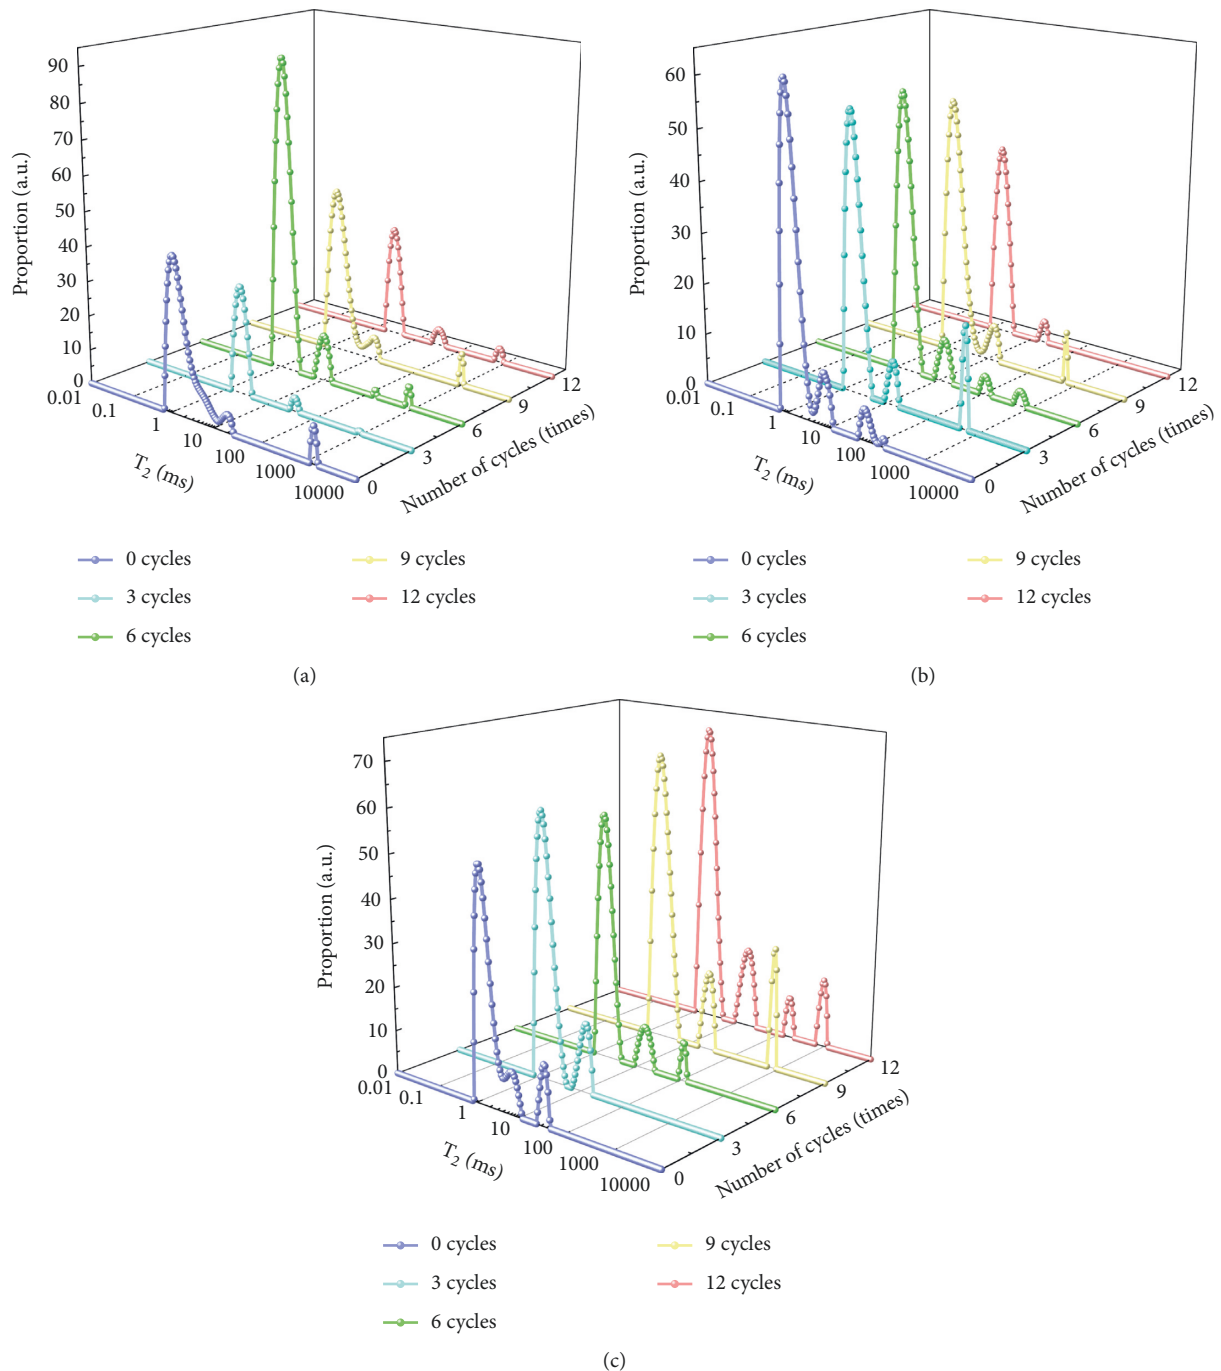 90
80
70
60
50
40
30
20
10
0
Proportion (a.u.)
0.01
0.1
1
10
100
1000
10000
T2 (ms)
0
3
6
9
12
Number of cycles (times)
0 cycles
3 cycles
6 cycles
9 cycles
12 cycles
(a)
60
50
40
30
20
10
0
Proportion (a.u.)
0.01
0.1
1
10
100
1000
10000
T2 (ms)
0
3
6
9
12
Number of cycles (times)
0 cycles
3 cycles
6 cycles
9 cycles
12 cycles
(b)
70
60
50
40
30
20
10
0
Proportion (a.u.)
0.01
0.1
1
10
100
1000
10000
T2 (ms)
0
3
6
9
12
Number of cycles (times)
0 cycles
3 cycles
6 cycles
9 cycles
12 cycles
(c)